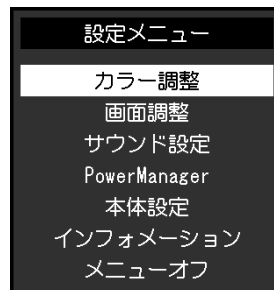 設定メニュー
カラー調整
画面調整
サウンド設定
PowerManager
本体設定
インフォメーション
メニューオフ